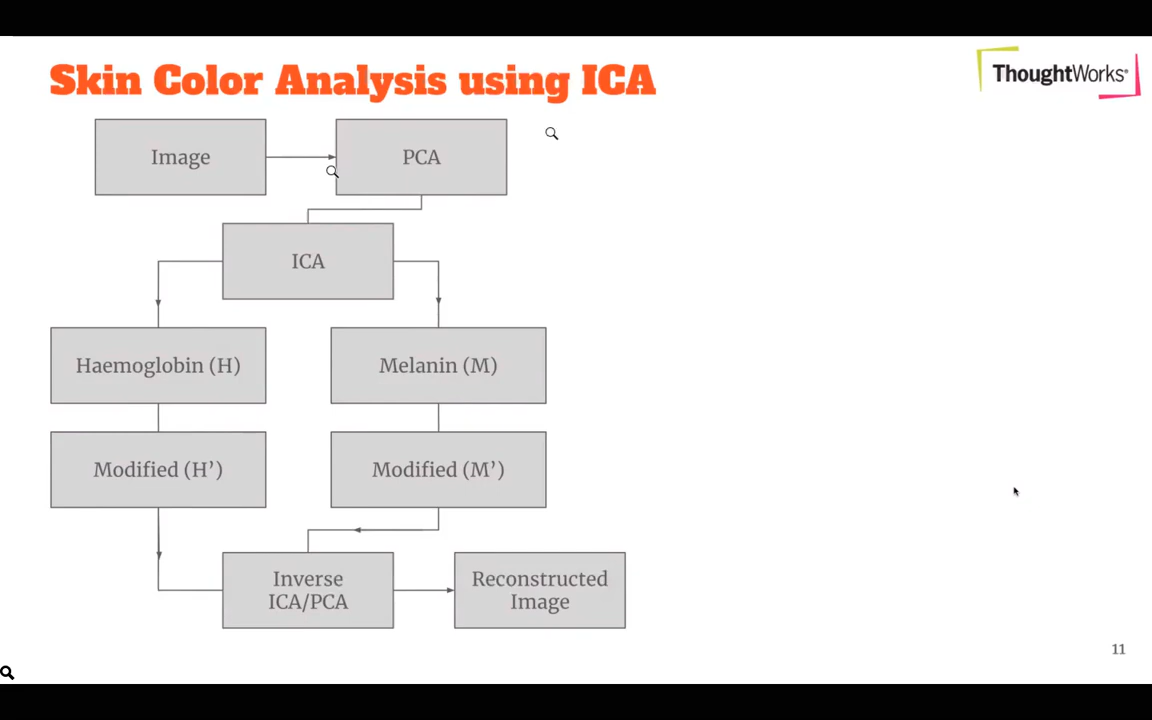 Skin Color Analysis using ICA
ThoughtWorks®
Image
PCA
ICA
Haemoglobin (H)
Melanin (M)
Modified (H’)
Modified (M’)
Inverse
ICA/PCA
Reconstructed
Image
11